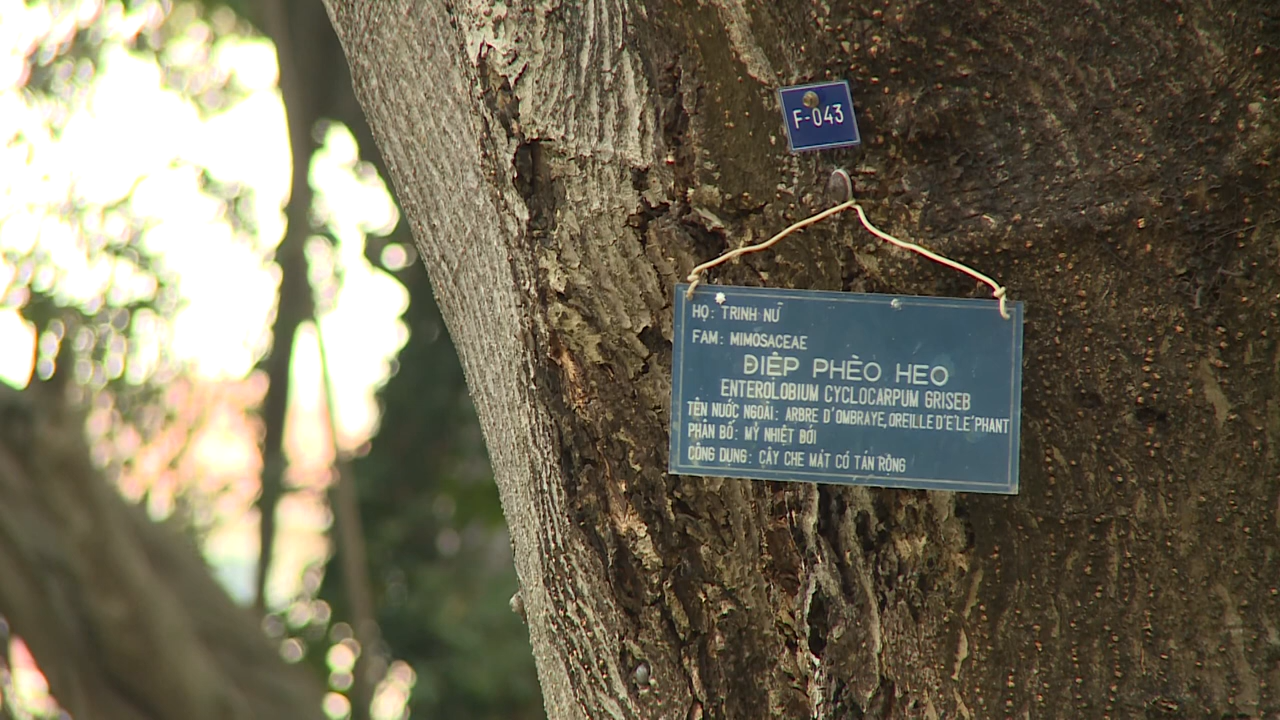 F-043
HỌ: TRINH NỮ
FAM: MIMOSACEAE
ĐIỆP PHÈO HEO
ENTEROLOBIUM CYCLOCARPUM GRISEB
TÊN NƯỚC NGOÀI: ARBRE D'OMBRAYE, OREILLE D'E'LE'PHANT
PHÂN BỐ: MỸ NHIỆT ĐỚI
CÔNG DỤNG: CÂY CHE MÁT CÓ TÁN RỘNG